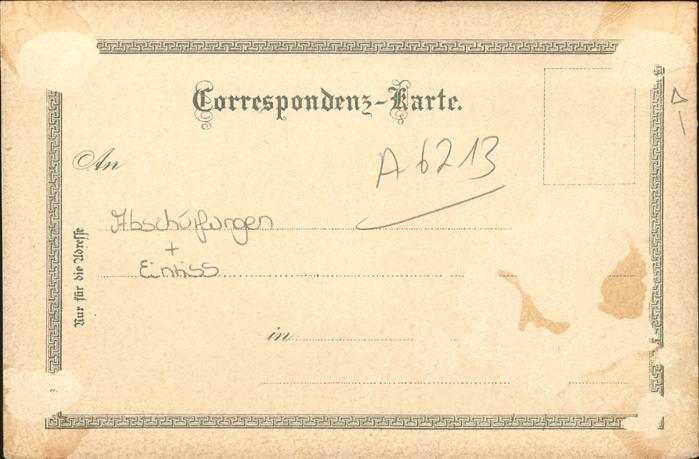 Correspondenz-Karte.
An
A 6213
Abschürfungen
+
Einriss
Nur für die Adresse
in